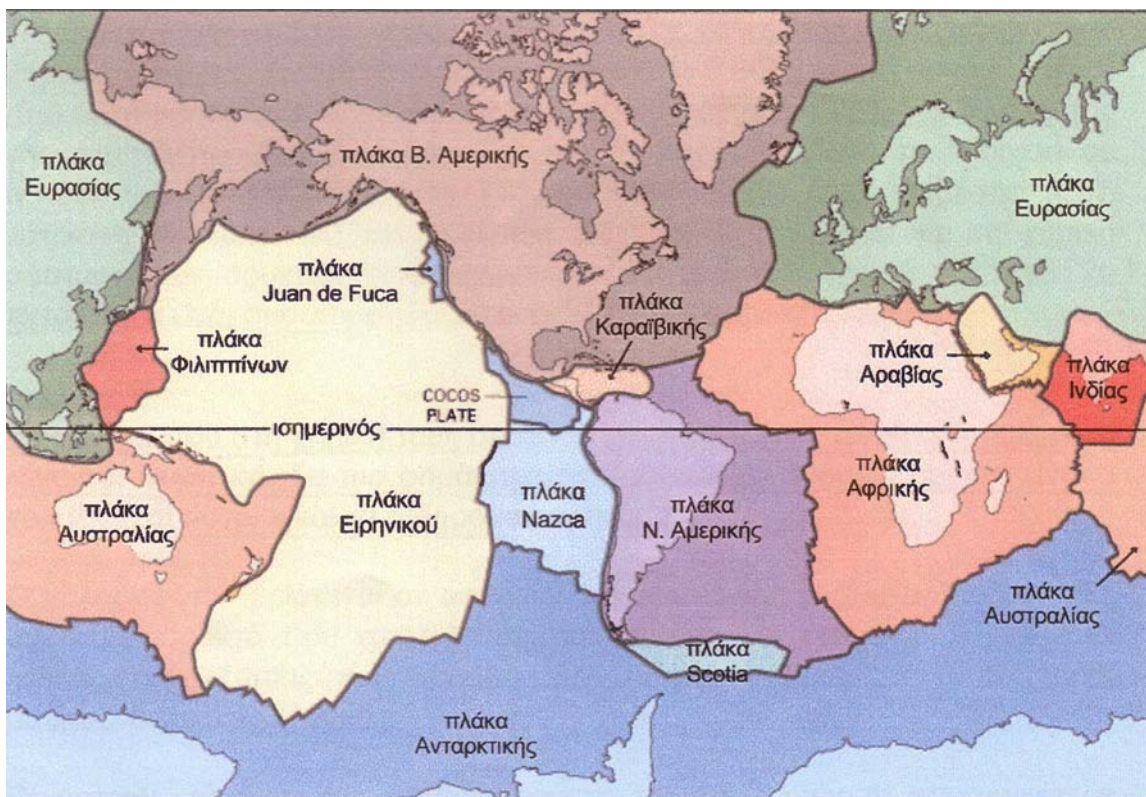 πλάκα
Ευρασίας
πλάκα Β. Αμερικής
πλάκα
Ευρασίας
πλάκα
Juan de Fuca
πλάκα
Καραϊβικής
πλάκα
Φιλιππίνων
πλάκα
Αραβίας
πλάκα
Ινδίας
COCOS
PLATE
ισημερινός
πλάκα
Αυστραλίας
πλάκα
Ειρηνικού
πλάκα
Nazca
πλάκα
Ν. Αμερικής
πλάκα
Αφρικής
πλάκα
Αυστραλίας
πλάκα
Scotia
πλάκα
Ανταρκτικής